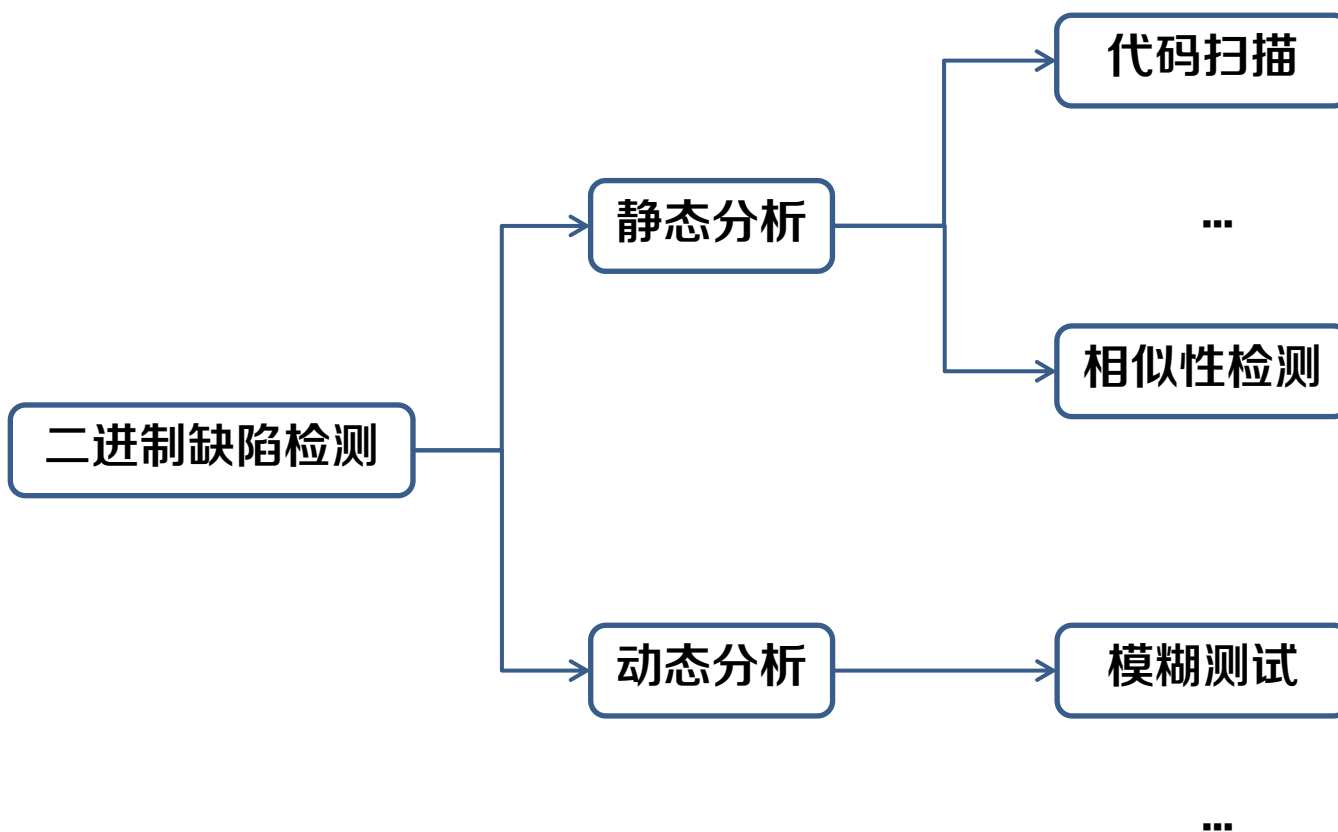 代码扫描
静态分析
...
相似性检测
二进制缺陷检测
动态分析
模糊测试
...